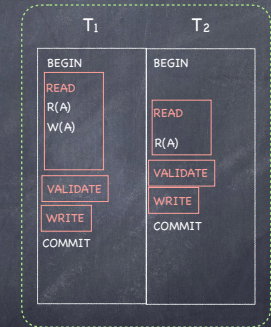 T1 T2
BEGIN BEGIN
READ
R(A) READ
W(A)
R(A)
VALIDATE VALIDATE
WRITE WRITE
COMMIT COMMIT